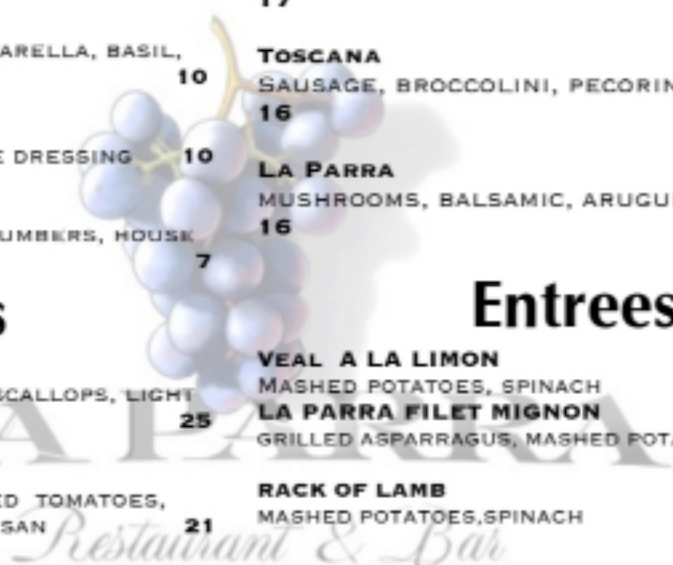 ARELLA, BASIL,
10
E DRESSING 10
UMBERS, HOUSE
7
S
SCALLOPS, LIGHT
25
ED TOMATOES,
SAN 21
17
TOSCANA
SAUSAGE, BROCCOLINI, PECORIN
16
LA PARRA
MUSHROOMS, BALSAMIC, ARUGU
16
Entrees
VEAL A LA LIMON
MASHED POTATOES, SPINACH
LA PARRA FILET MIGNON
GRILLED ASPARRAGUS, MASHED POTA
RACK OF LAMB
MASHED POTATOES,SPINACH
A PARRA
Restaurant & Bar